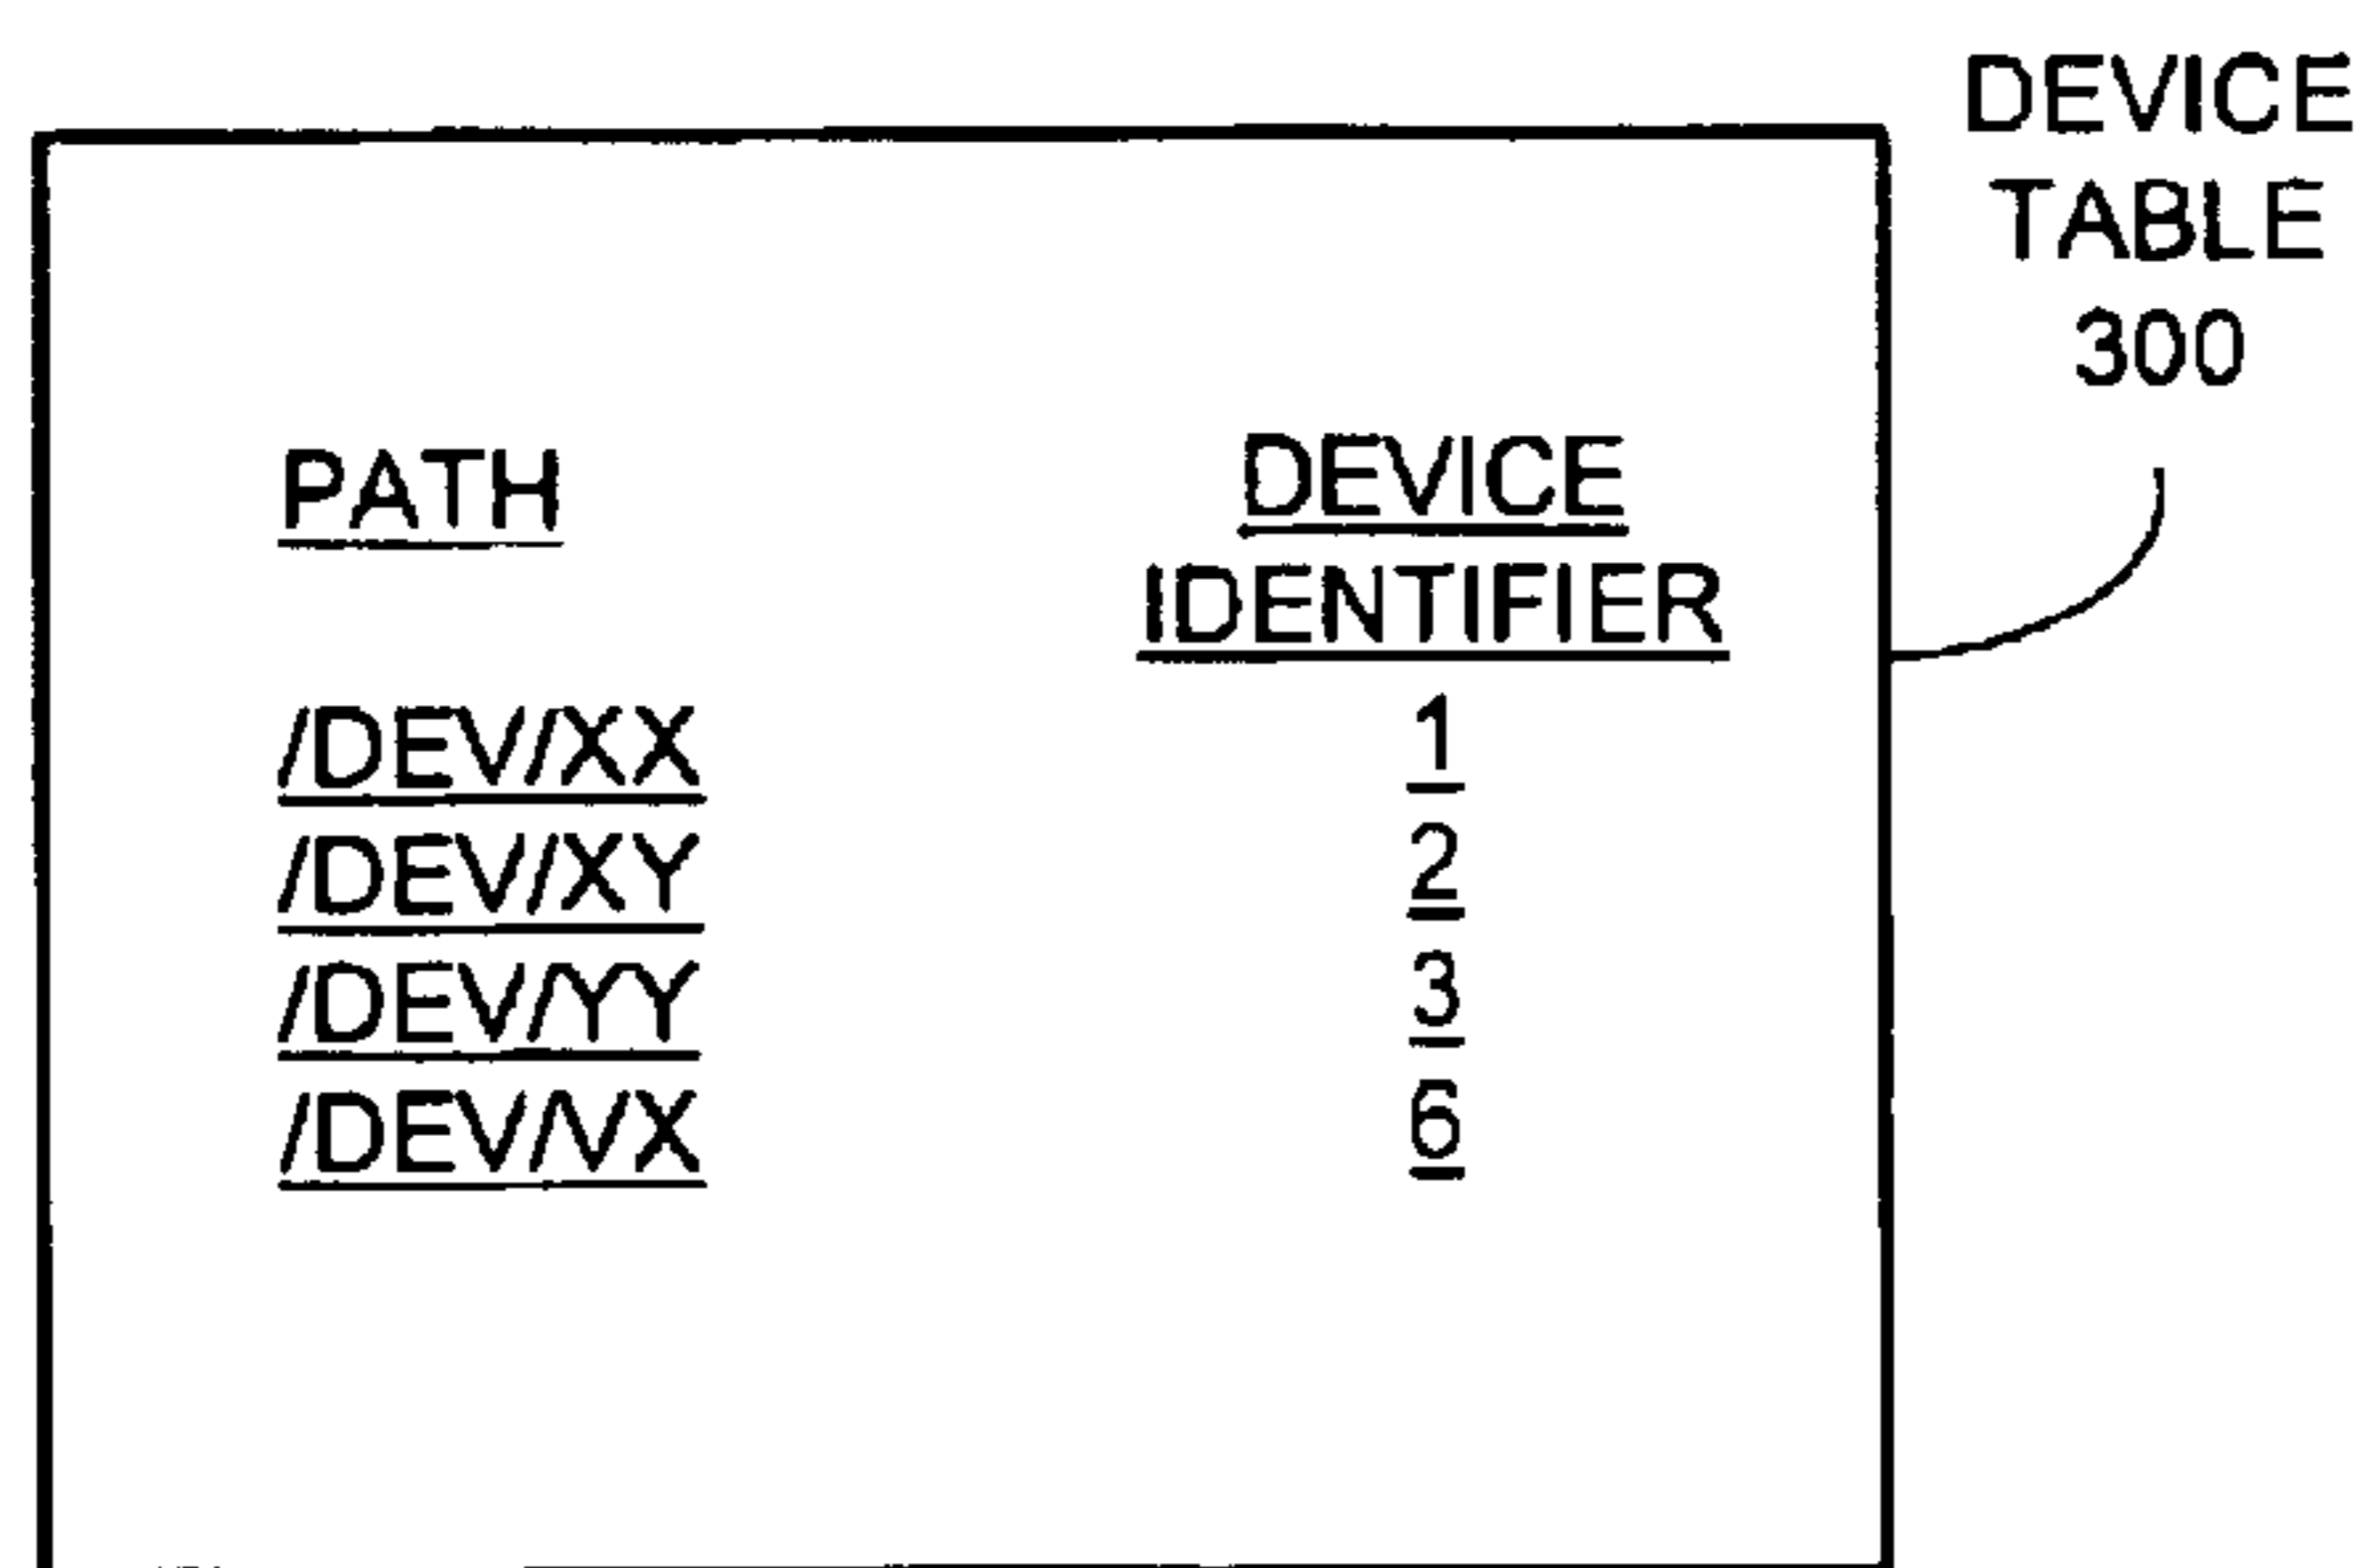 DEVICE
TABLE
300
PATH
DEVICE
IDENTIFIER
/DEV/XX 1
/DEV/XY 2
/DEV/YY 3
/DEV/VX 6